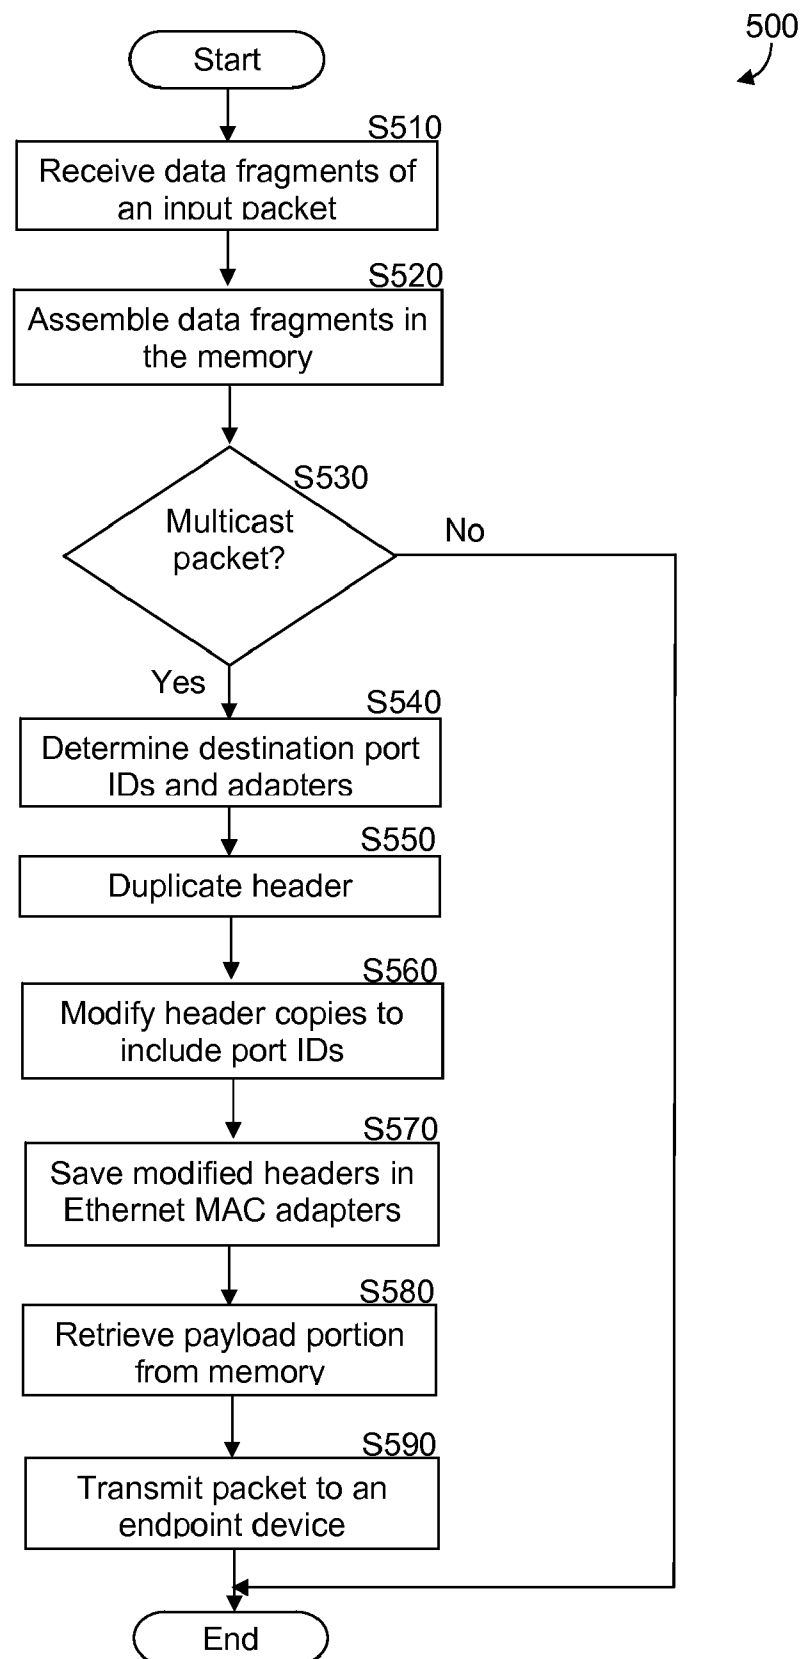 500
Start
S510
Receive data fragments of
an input packet
S520
Assemble data fragments in
the memory
S530
Multicast
packet?
No
Yes
S540
Determine destination port
IDs and adapters
S550
Duplicate header
S560
Modify header copies to
include port IDs
S570
Save modified headers in
Ethernet MAC adapters
S580
Retrieve payload portion
from memory
S590
Transmit packet to an
endpoint device
End